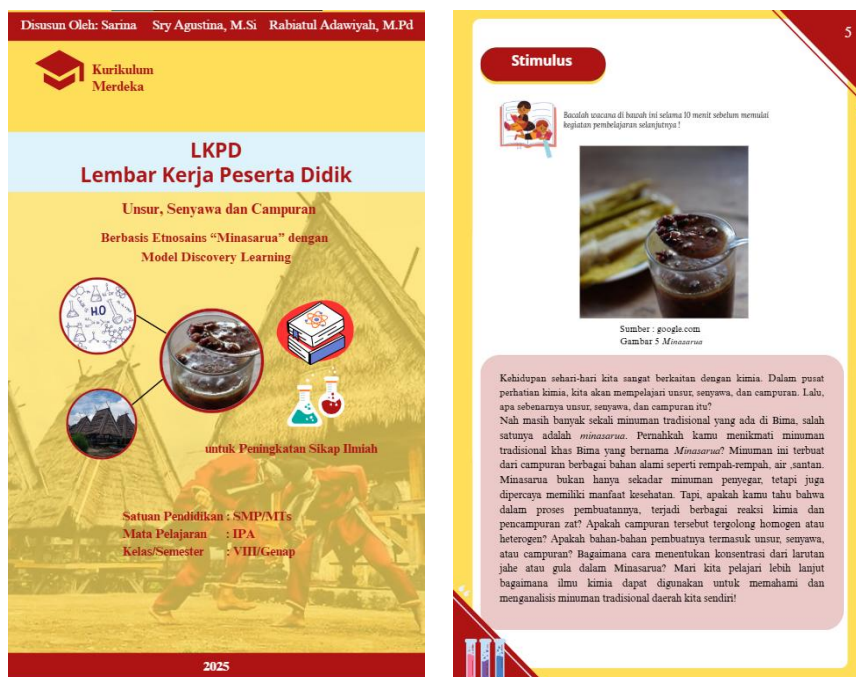 Disusun Oleh: Sarina Sry Agustina, M.Si Rabiatul Adawiyah, M.Pd
Kurikulum
Merdeka
LKPD
Lembar Kerja Peserta Didik
Unsur, Senyawa dan Campuran
Berbasis Etnosains “Minasarua” dengan
Model Discovery Learning
H₂O
untuk Peningkatan Sikap Ilmiah
Satuan Pendidikan : SMP/MTs
Mata Pelajaran : IPA
Kelas/Semester : VIII/Genap
2025
5
Stimulus
Bacalah wacana di bawah ini selama 10 menit sebelum memulai
kegiatan pembelajaran selanjutnya !
Sumber : google.com
Gambar 5 Minasarua
Kehidupan sehari-hari kita sangat berkaitan dengan kimia. Dalam pusat
perhatian kimia, kita akan mempelajari unsur, senyawa, dan campuran. Lalu,
apa sebenarnya unsur, senyawa, dan campuran itu?
Nah masih banyak sekali minuman tradisional yang ada di Bima, salah
satunya adalah minasarua. Pernahkah kamu menikmati minuman
tradisional khas Bima yang bernama Minasarua? Minuman ini terbuat
dari campuran berbagai bahan alami seperti rempah-rempah, air ,santan.
Minasarua bukan hanya sekadar minuman penyegar, tetapi juga
dipercaya memiliki manfaat kesehatan. Tapi, apakah kamu tahu bahwa
dalam proses pembuatannya, terjadi berbagai reaksi kimia dan
pencampuran zat? Apakah campuran tersebut tergolong homogen atau
heterogen? Apakah bahan-bahan pembuatnya termasuk unsur, senyawa,
atau campuran? Bagaimana cara menentukan konsentrasi dari larutan
jahe atau gula dalam Minasarua? Mari kita pelajari lebih lanjut
bagaimana ilmu kimia dapat digunakan untuk memahami dan
menganalisis minuman tradisional daerah kita sendiri!